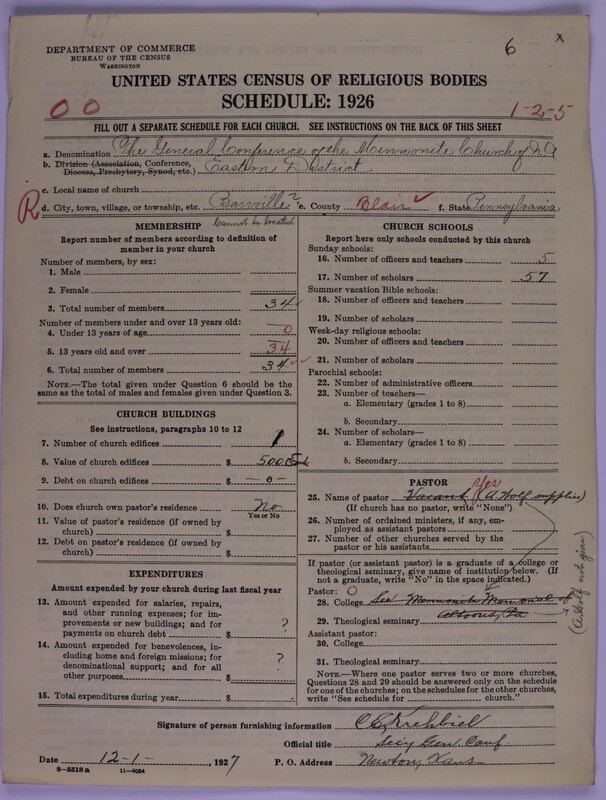 6 x
DEPARTMENT OF COMMERCE
BUREAU OF THE CENSUS
WASHINGTON
UNITED STATES CENSUS OF RELIGIOUS BODIES
SCHEDULE: 1926
0 0
1-2-5
FILL OUT A SEPARATE SCHEDULE FOR EACH CHURCH. SEE INSTRUCTIONS ON THE BACK OF THIS SHEET
a. Denomination The General Conference of the Mennonite Church of N.A
b. Division (Association, Conference, Diocese, Presbytery, Synod, etc.) Eastern District
c. Local name of church
R d. City, town, village, or township, etc. Bannville? e. County Blair f. State Pennsylvania
cannot be located
MEMBERSHIP
Report number of members according to definition of
member in your church
Number of members, by sex:
1. Male
2. Female
3. Total number of members 34
Number of members under and over 13 years old:
4. Under 13 years of age 0
5. 13 years old and over 34
6. Total number of members 34
NOTE.—The total given under Question 6 should be
same as the total of males and females given under Question 3.
CHURCH BUILDINGS
See instructions, paragraphs 10 to 12
7. Number of church edifices 1
8. Value of church edifices $ 500
9. Debt on church edifices $ —0—
10. Does church own pastor's residence No
Yes or No
11. Value of pastor's residence (if owned by
church) $
12. Debt on pastor's residence (if owned by
church) $
EXPENDITURES
Amount expended by your church during last fiscal year
13. Amount expended for salaries, repairs,
and other running expenses; for im-
provements or new buildings; and for
payments on church debt $ ?
14. Amount expended for benevolences, in-
cluding home and foreign missions; for
denominational support; and for all
other purposes $ ?
15. Total expenditures during year $
CHURCH SCHOOLS
Report here only schools conducted by this church
Sunday schools:
16. Number of officers and teachers 5
17. Number of scholars 57
Summer vacation Bible schools:
18. Number of officers and teachers
19. Number of scholars
Week-day religious schools:
20. Number of officers and teachers
21. Number of scholars
Parochial schools:
22. Number of administrative officers
23. Number of teachers—
a. Elementary (grades 1 to 8)
b. Secondary
24. Number of scholars—
a. Elementary (grades 1 to 8)
b. Secondary
PASTOR
Yes
25. Name of pastor Vacant (A Wolf supplies)
(If church has no pastor, write "None")
26. Number of ordained ministers, if any, em-
ployed as assistant pastors
27. Number of other churches served by the
pastor or his assistants
If pastor (or assistant pastor) is a graduate of a college or
theological seminary, give name of institution below. (If
not a graduate, write "No" in the space indicated.)
Pastor: 0
28. College See Mennonite Memorial of
29. Theological seminary Altoona, Pa
(A Wolf not given)
Assistant pastor:
30. College
31. Theological seminary
NOTE.—Where one pastor serves two or more churches,
Questions 28 and 29 should be answered only on the schedule
for one of the churches; on the schedules for the other churches,
write "See schedule for church."
Signature of person furnishing information C E Krehbiel
Official title Sec'y Gen'l Conf.
Date 12-1-, 1927 P. O. Address Newton, Kans
8—5518a 11—9084